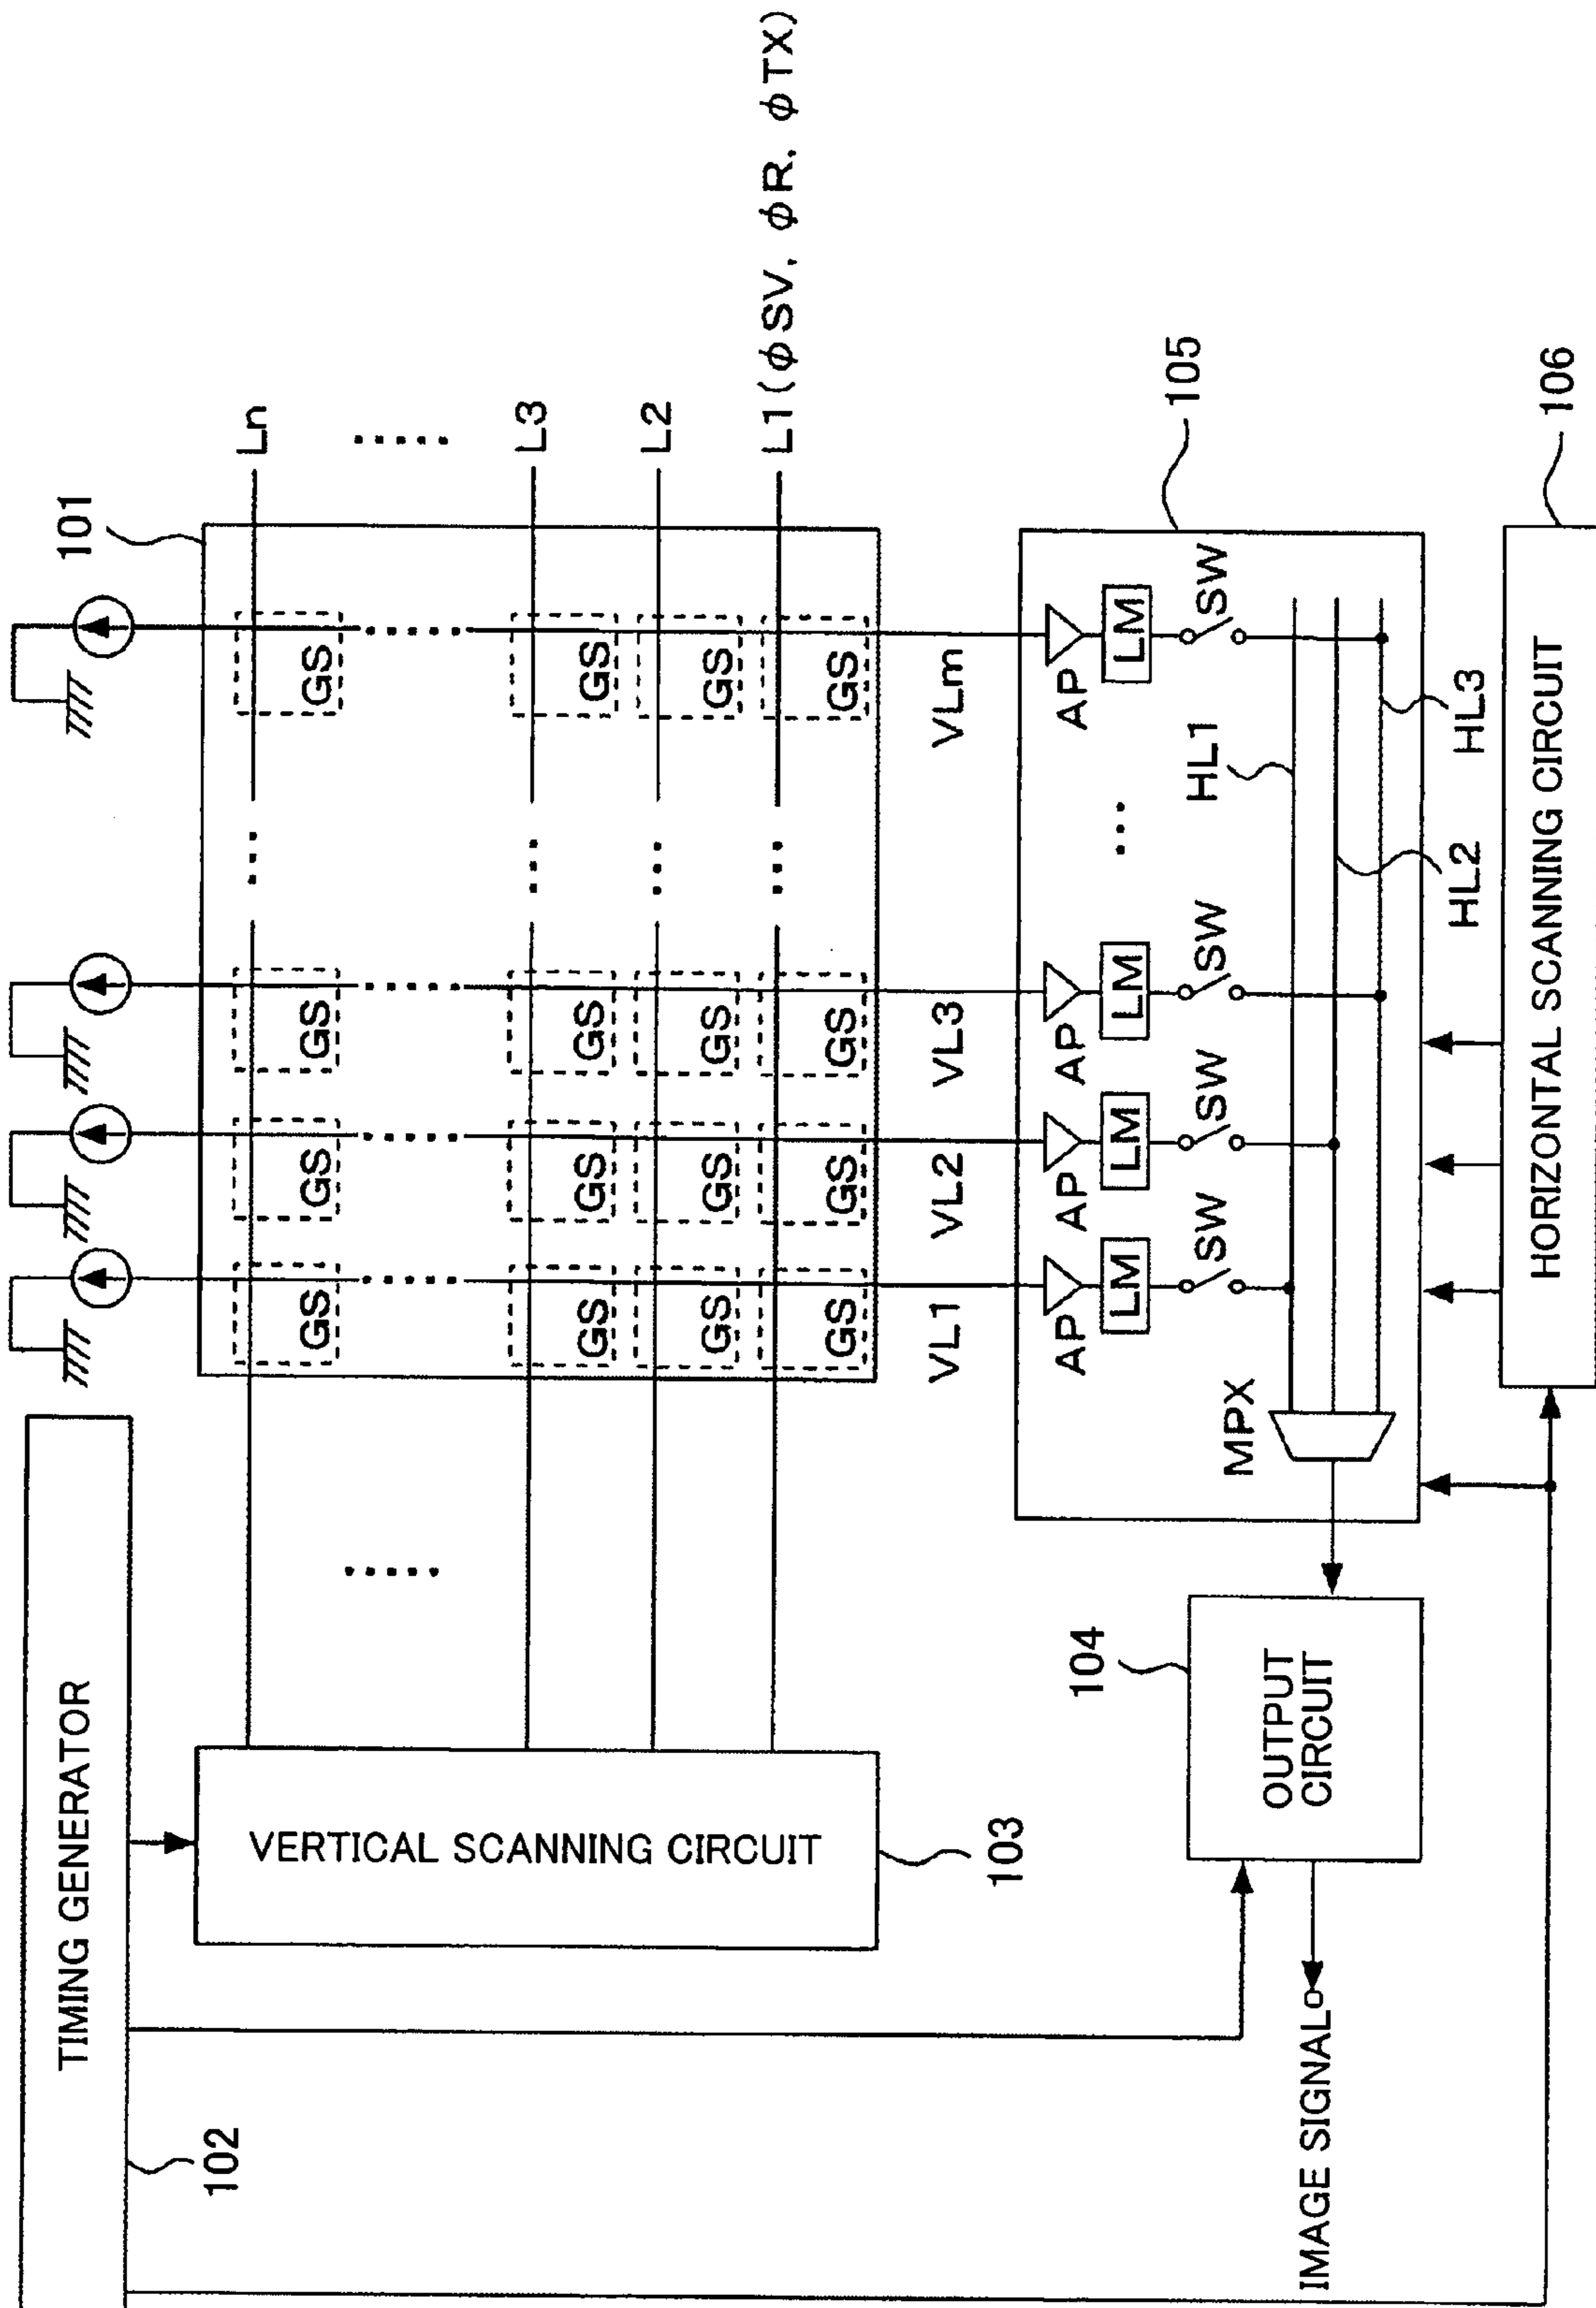 TIMING GENERATOR
102
VERTICAL SCANNING CIRCUIT
103
101
Ln
L3
L2
L1(φSV, φR, φTX)
GS GS GS GS
GS GS GS GS
GS GS GS GS
GS GS GS GS
VL1 VL2 VL3 VLm
105
AP AP AP AP
LM LM LM LM
SW SW SW SW
MPX
HL1
HL2
HL3
104
OUTPUT
CIRCUIT
IMAGE SIGNAL
HORIZONTAL SCANNING CIRCUIT
106